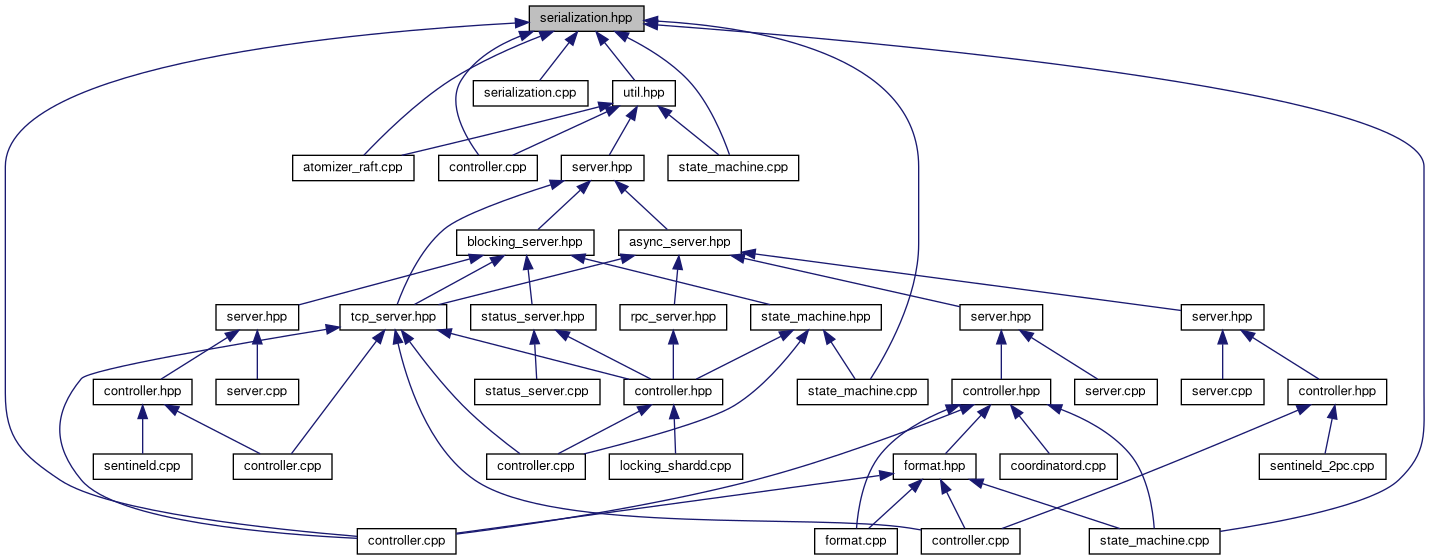 serialization.hpp
serialization.cpp
util.hpp
atomizer_raft.cpp
controller.cpp
server.hpp
state_machine.cpp
blocking_server.hpp
async_server.hpp
server.hpp
tcp_server.hpp
status_server.hpp
rpc_server.hpp
state_machine.hpp
server.hpp
server.hpp
controller.hpp
server.cpp
status_server.cpp
controller.hpp
state_machine.cpp
controller.hpp
server.cpp
server.cpp
controller.hpp
sentineld.cpp
controller.cpp
controller.cpp
locking_shardd.cpp
format.hpp
coordinatord.cpp
sentineld_2pc.cpp
controller.cpp
format.cpp
controller.cpp
state_machine.cpp